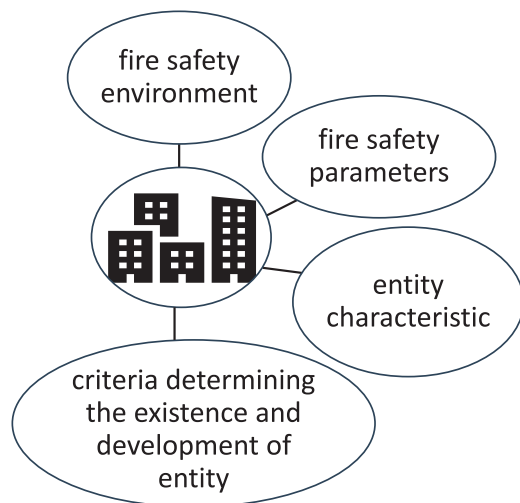 fire safety
environment
fire safety
parameters
entity
characteristic
criteria determining
the existence and
development of
entity